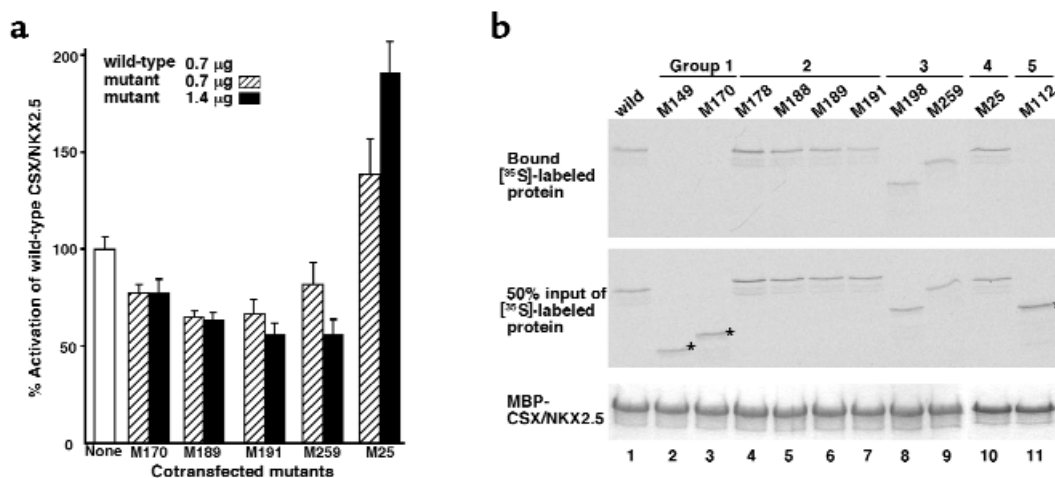 a
% Activation of wild-type CSX/NKX2.5
200
150
100
50
0
wild-type 0.7 µg
mutant 0.7 µg
mutant 1.4 µg
None M170 M189 M191 M259 M25
Cotransfected mutants
b
Group 1 2 3 4 5
wild M149 M170 M178 M188 M189 M191 M198 M259 M25 M112
Bound
[³⁵S]-labeled
protein
50% input of
[³⁵S]-labeled
protein
* *
MBP-
CSX/NKX2.5
1 2 3 4 5 6 7 8 9 10 11